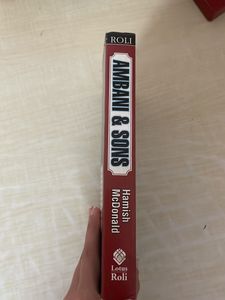 ROLI
AMBANI & SONS
Hamish
McDonald
Lotus
Roli